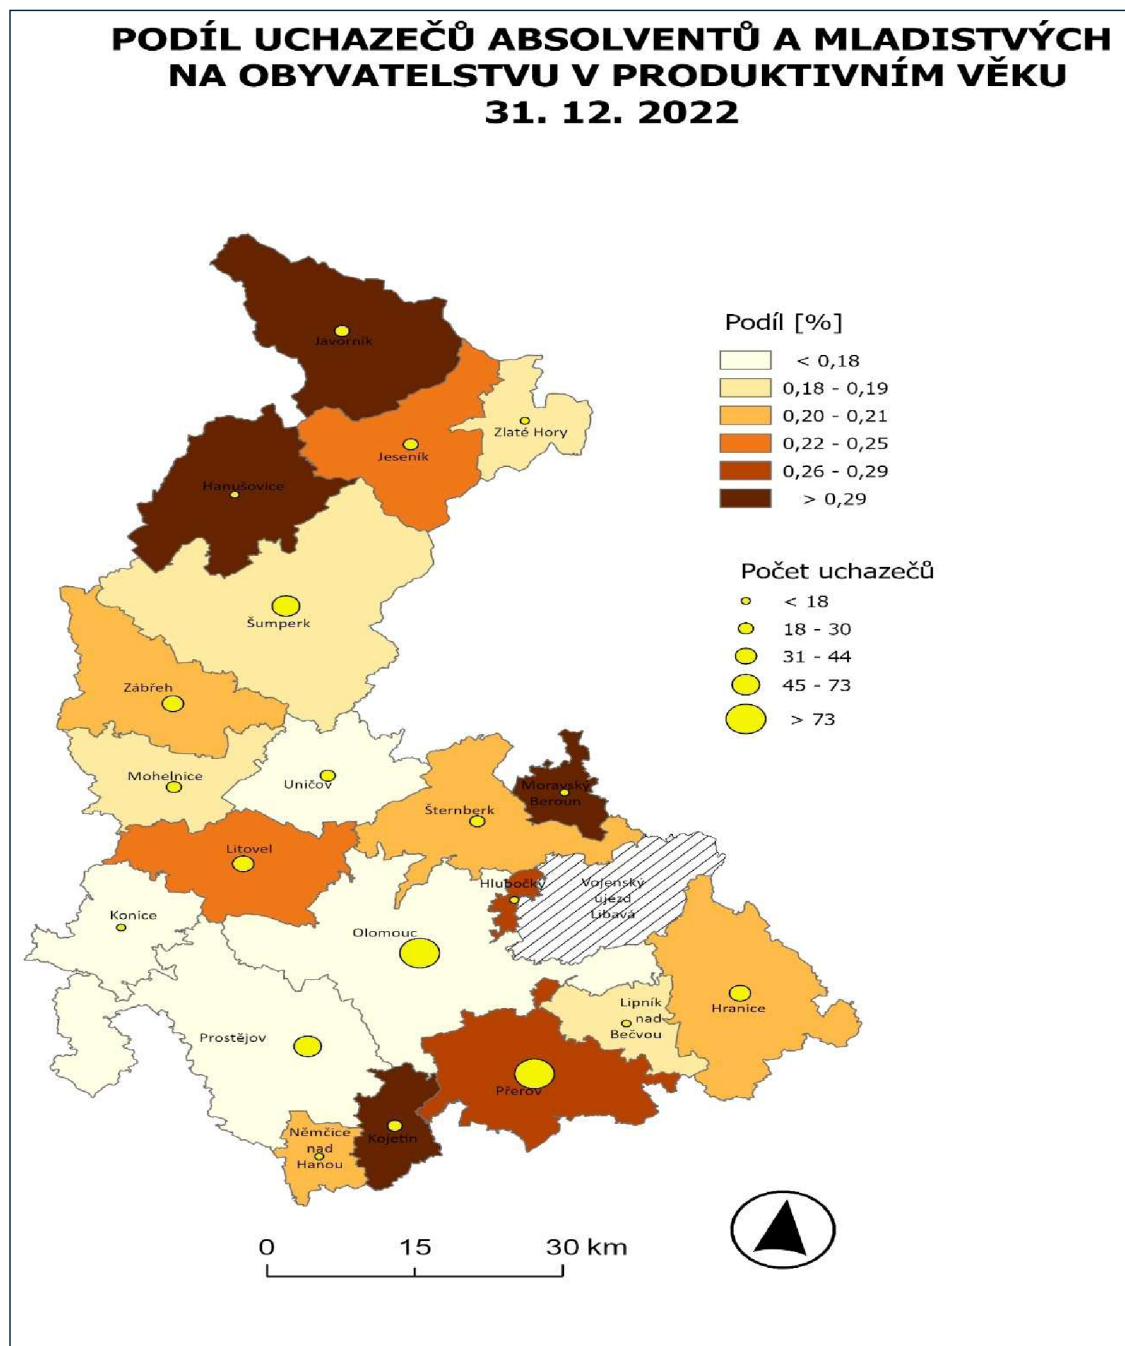 PODÍL UCHAZEČŮ ABSOLVENTŮ A MLADISTVÝCH
NA OBYVATELSTVU V PRODUKTIVNÍM VĚKU
31. 12. 2022
Javorník
Zlaté Hory
Jeseník
Hanušovice
Šumperk
Zábřeh
Mohelnice
Uničov
Moravský
Beroun
Šternberk
Litovel
Hlubočky
Vojenský
újezd
Libavá
Konice
Olomouc
Lipník
nad
Bečvou
Hranice
Prostějov
Přerov
Němčice
nad
Hanou
Kojetín
Podíl [%]
< 0,18
0,18 - 0,19
0,20 - 0,21
0,22 - 0,25
0,26 - 0,29
> 0,29
Počet uchazečů
< 18
18 - 30
31 - 44
45 - 73
> 73
0 15 30 km